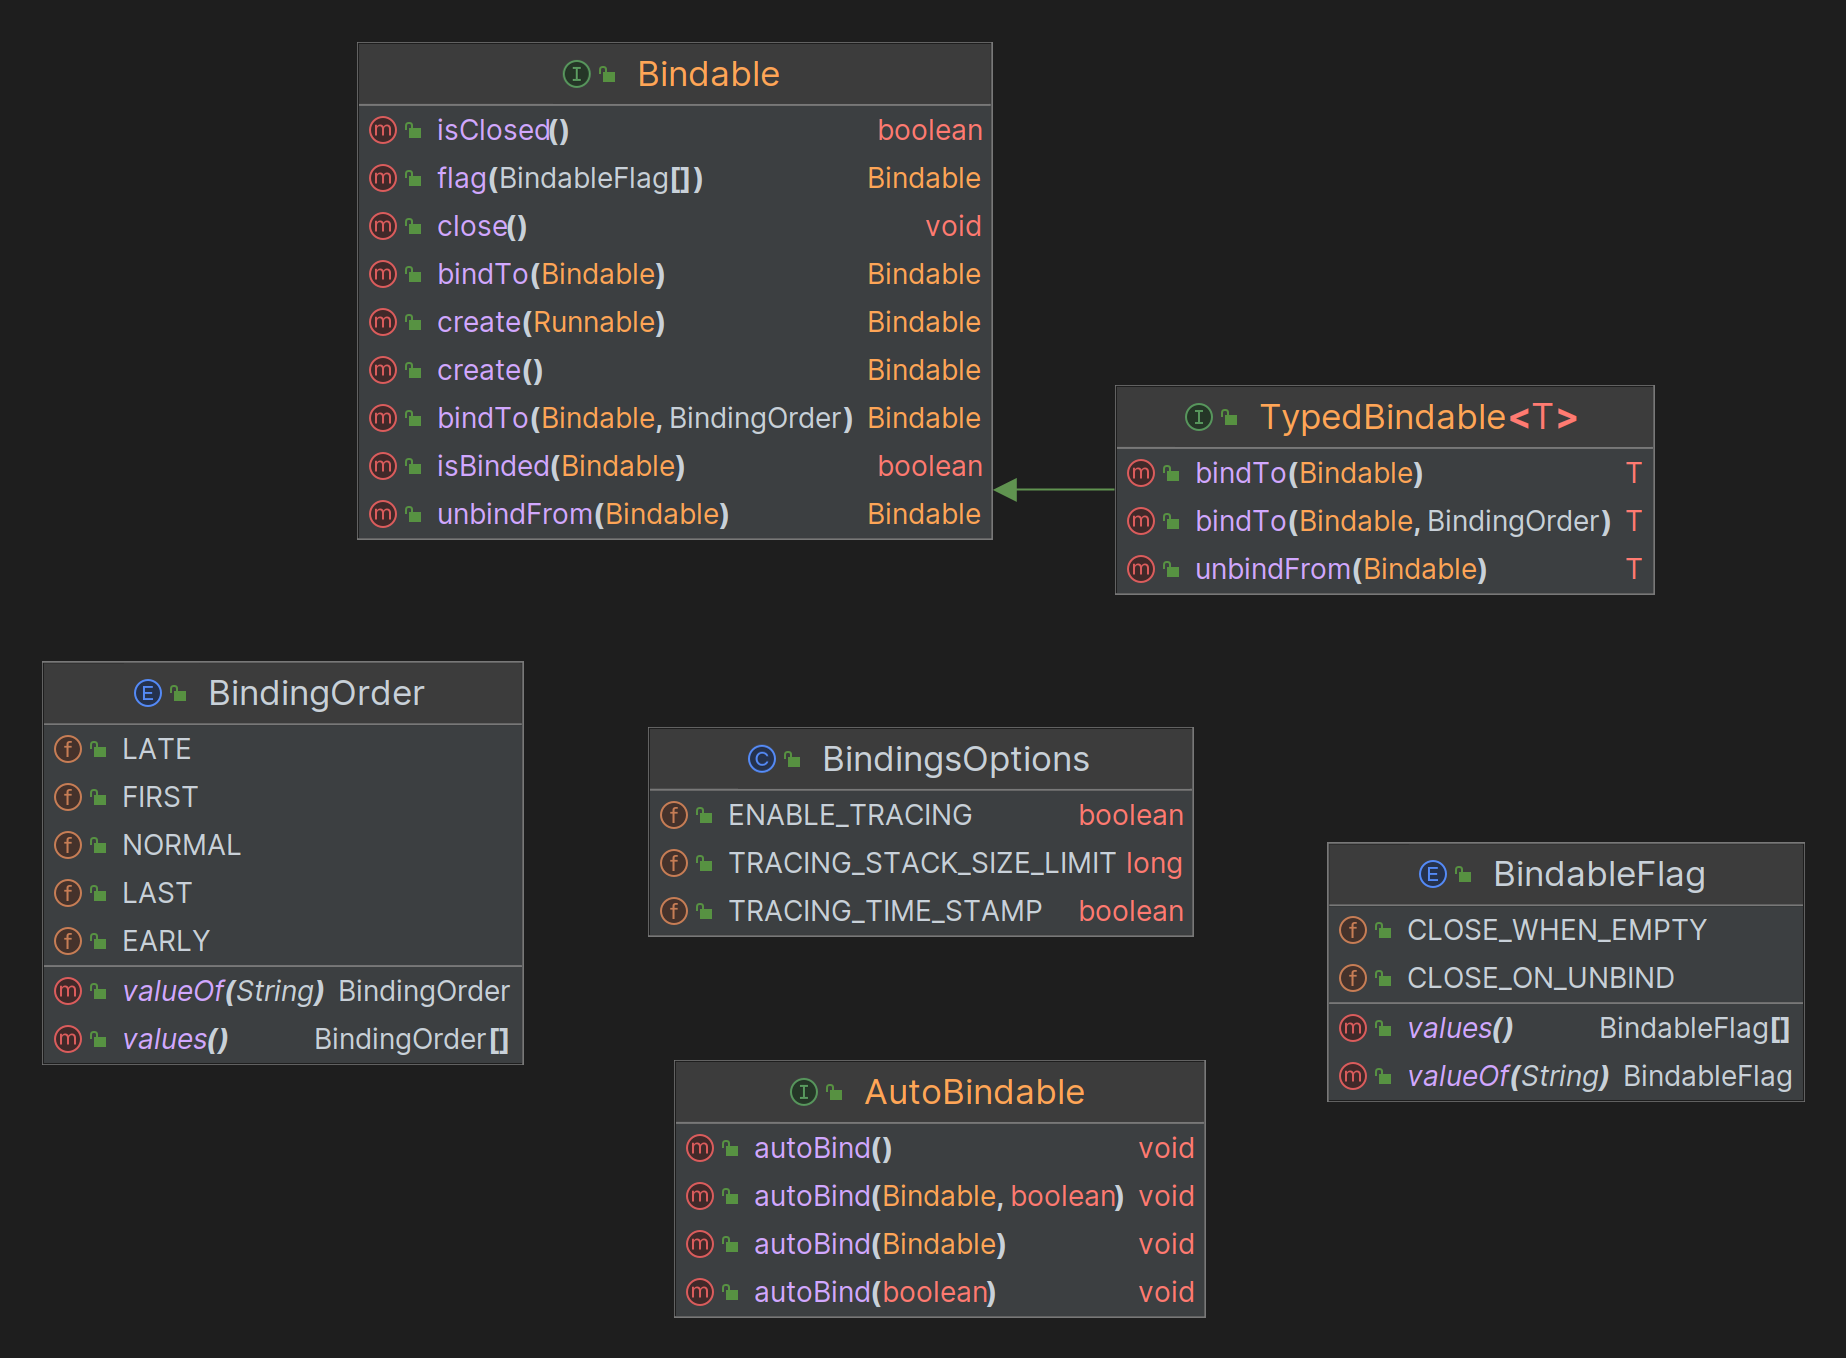 Bindable
isClosed() boolean
flag(BindableFlag[]) Bindable
close() void
bindTo(Bindable) Bindable
create(Runnable) Bindable
create() Bindable
bindTo(Bindable, BindingOrder) Bindable
isBinded(Bindable) boolean
unbindFrom(Bindable) Bindable
TypedBindable<T>
bindTo(Bindable) T
bindTo(Bindable, BindingOrder) T
unbindFrom(Bindable) T
BindingOrder
LATE
FIRST
NORMAL
LAST
EARLY
valueOf(String) BindingOrder
values() BindingOrder[]
BindingsOptions
ENABLE_TRACING boolean
TRACING_STACK_SIZE_LIMIT long
TRACING_TIME_STAMP boolean
BindableFlag
CLOSE_WHEN_EMPTY
CLOSE_ON_UNBIND
values() BindableFlag[]
valueOf(String) BindableFlag
AutoBindable
autoBind() void
autoBind(Bindable, boolean) void
autoBind(Bindable) void
autoBind(boolean) void